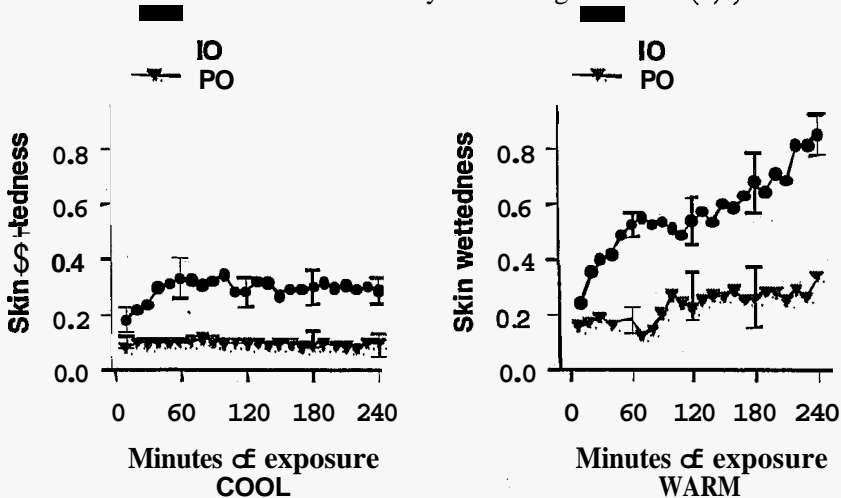 IO
PO
IO
PO
Skin
0.8
0.6
0.4
0.2
0.0
0 60 120 180 240
Minutes of exposure
COOL
Skin wettedness
0.8
0.6
0.4
0.2
0.0
0 60 120 180 240
Minutes of exposure
WARM